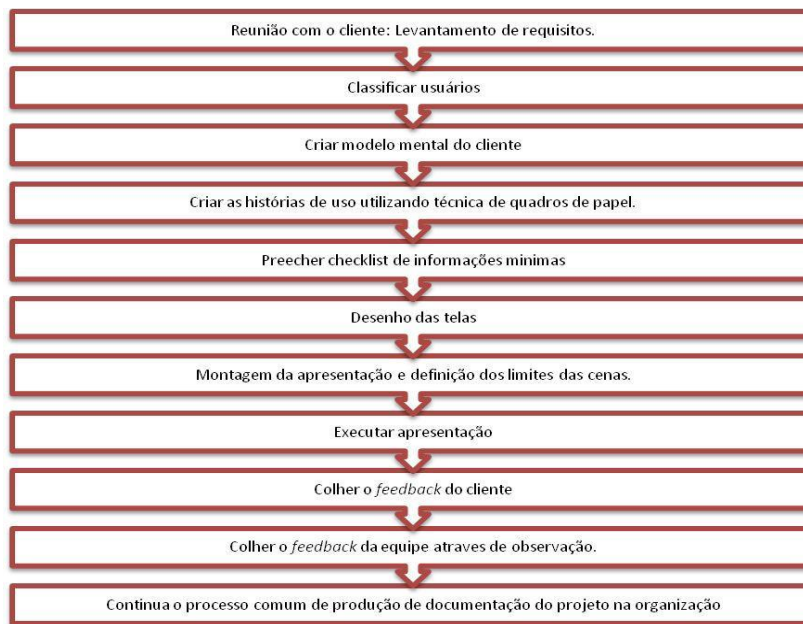 Reunião com o cliente: Levantamento de requisitos.
Classificar usuários
Criar modelo mental do cliente
Criar as histórias de uso utilizando técnica de quadros de papel.
Preecher checklist de informações minimas
Desenho das telas
Montagem da apresentação e definição dos limites das cenas.
Executar apresentação
Colher o feedback do cliente
Colher o feedback da equipe atraves de observação.
Continua o processo comum de produção de documentação do projeto na organização